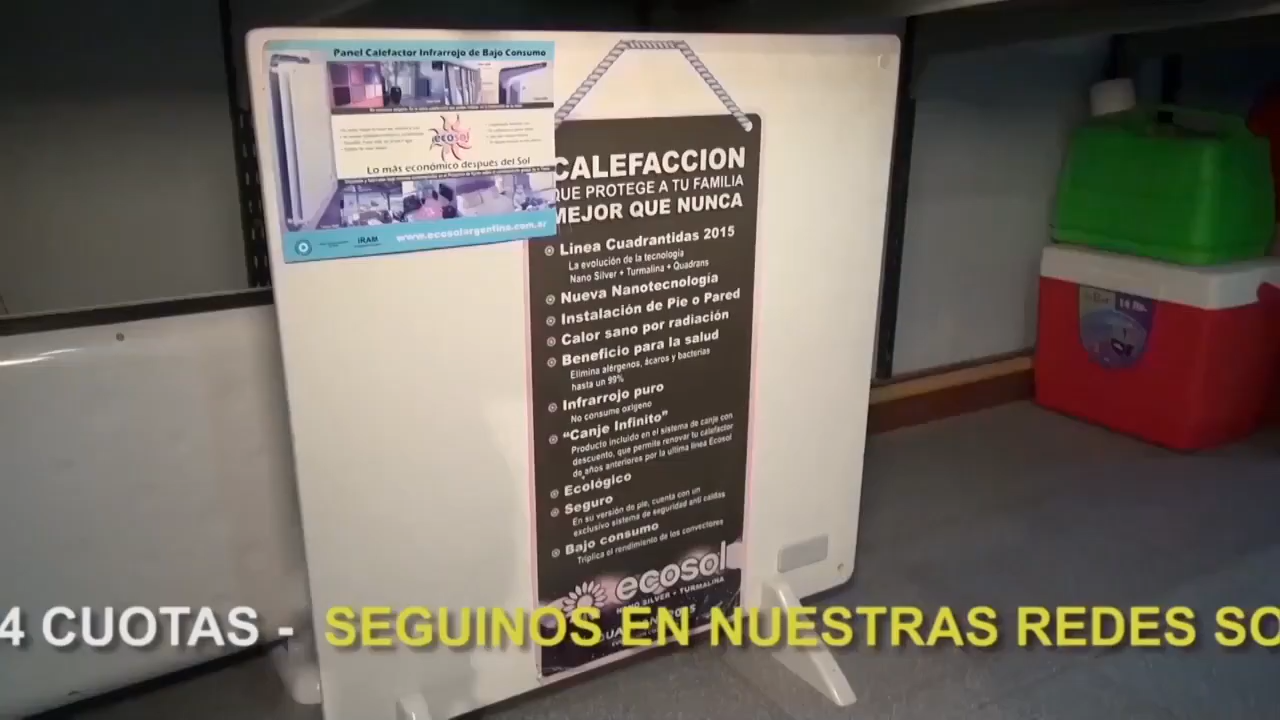 Panel Calefactor Infrarrojo de Bajo Consumo
ecosol
Lo más económico después del Sol
IRAM
www.ecosolargentina.com.ar
CALEFACCION
QUE PROTEGE A TU FAMILIA
MEJOR QUE NUNCA
Linea Cuadrantidas 2015
La evolución de la tecnología
Nano Silver + Turmalina + Quadrans
Nueva Nanotecnología
Instalación de Pie o Pared
Calor sano por radiación
Beneficio para la salud
Elimina alérgenos, ácaros y bacterias
hasta un 99%
Infrarrojo puro
No consume oxigeno
"Canje Infinito"
Producto incluido en el sistema de canje con
descuento, que permite renovar tu calefactor
de años anteriores por la ultima linea Ecosol
Ecológico
Seguro
En su versión de pie, cuenta con un
exclusivo sistema de seguridad anti caidas
Bajo consumo
Triplica el rendimiento de los convectores
ecosol
NANO SILVER + TURMALINA
4 CUOTAS - SEGUINOS EN NUESTRAS REDES SO